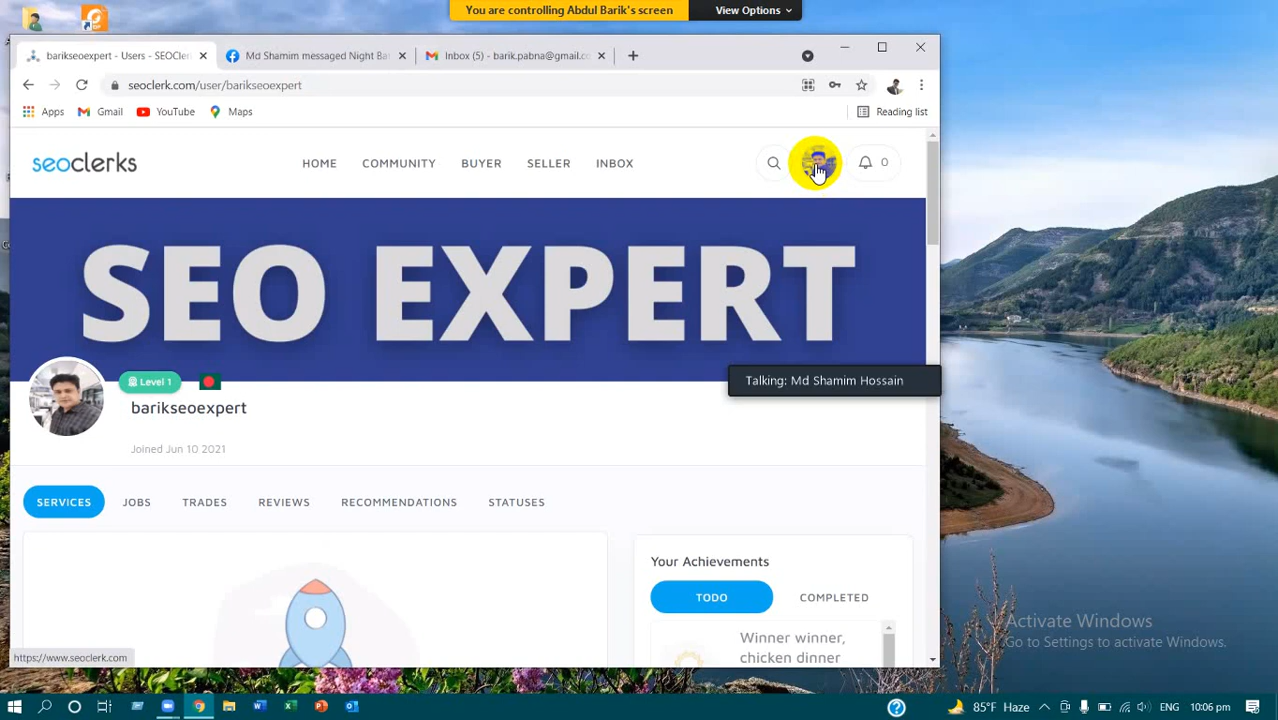 You are controlling Abdul Barik's screen
View Options
barikseoexpert - Users - SEOCler
Md Shamim messaged Night Ba
Inbox (5) - barik.pabna@gmail.co
seoclerk.com/user/barikseoexpert
Apps
Gmail
YouTube
Maps
Reading list
seoclerks
HOME
COMMUNITY
BUYER
SELLER
INBOX
0
SEO EXPERT
Level 1
Talking: Md Shamim Hossain
barikseoexpert
Joined Jun 10 2021
SERVICES
JOBS
TRADES
REVIEWS
RECOMMENDATIONS
STATUSES
Your Achievements
TODO
COMPLETED
Winner winner,
chicken dinner
https://www.seoclerk.com
Activate Windows
Go to Settings to activate Windows.
85°F Haze
ENG
10:06 pm